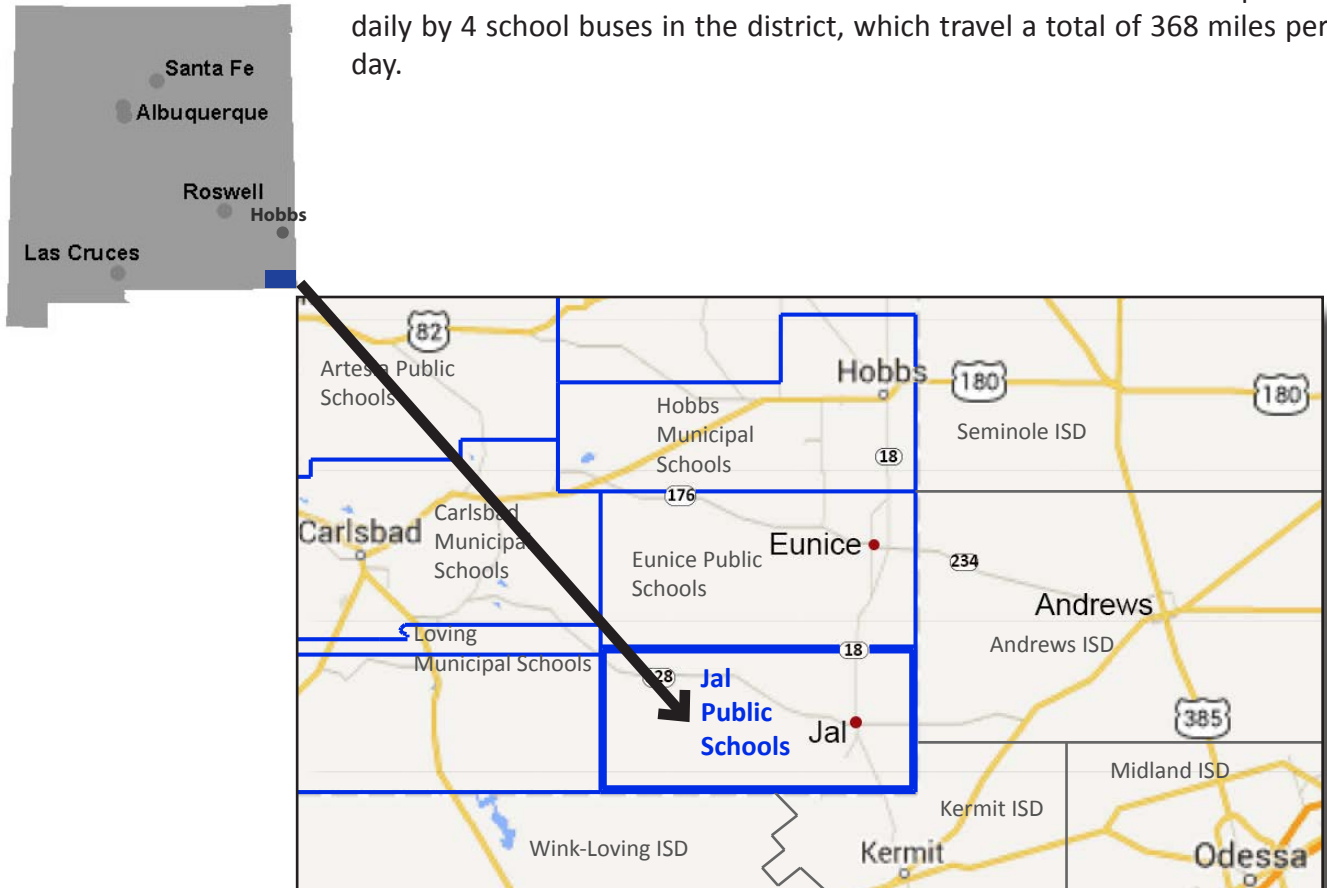 daily by 4 school buses in the district, which travel a total of 368 miles per
day.
Santa Fe
Albuquerque
Roswell
Hobbs
Las Cruces
82
Artesia Public
Schools
Hobbs
180
180
Hobbs
Municipal
Schools
Seminole ISD
18
176
Carlsbad
Carlsbad
Municipal
Schools
Eunice
Eunice Public
Schools
234
Andrews
Andrews ISD
Loving
Municipal Schools
18
28
Jal
Public
Schools
Jal
385
Midland ISD
Kermit ISD
Wink-Loving ISD
Kermit
Odessa